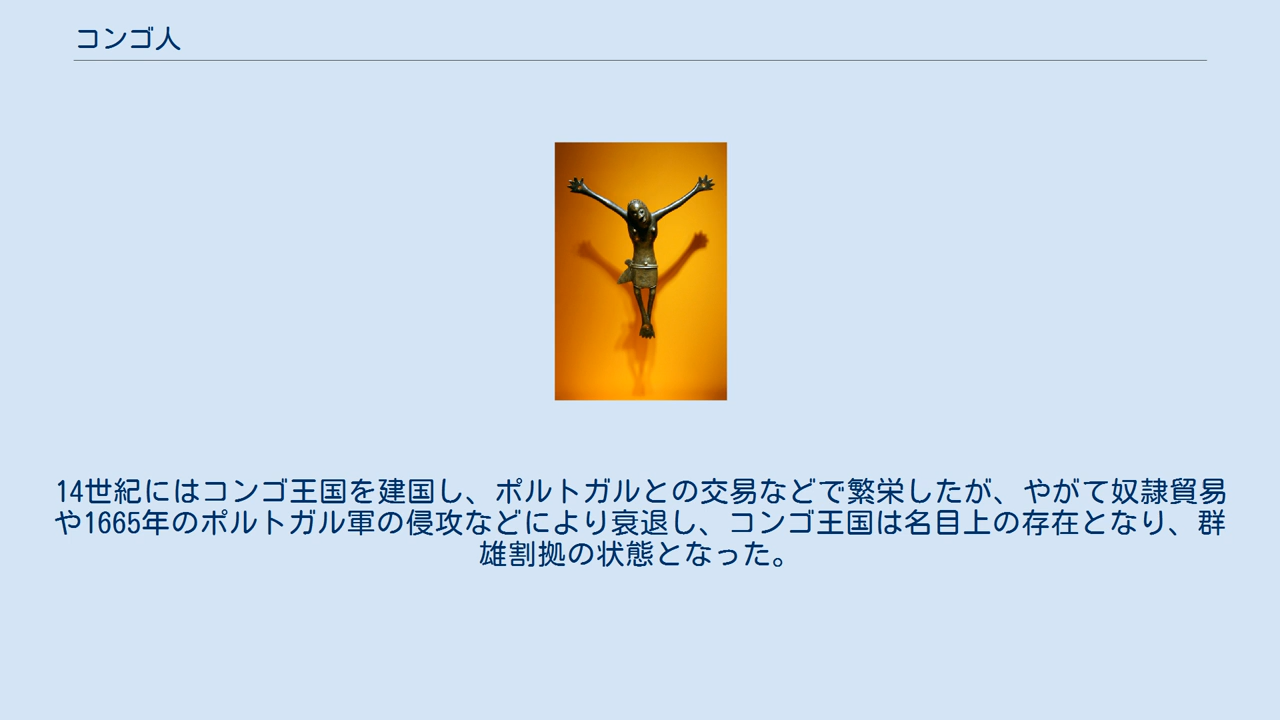 コンゴ人
14世紀にはコンゴ王国を建国し、ポルトガルとの交易などで繁栄したが、やがて奴隷貿易
や1665年のポルトガル軍の侵攻などにより衰退し、コンゴ王国は名目上の存在となり、群
雄割拠の状態となった。